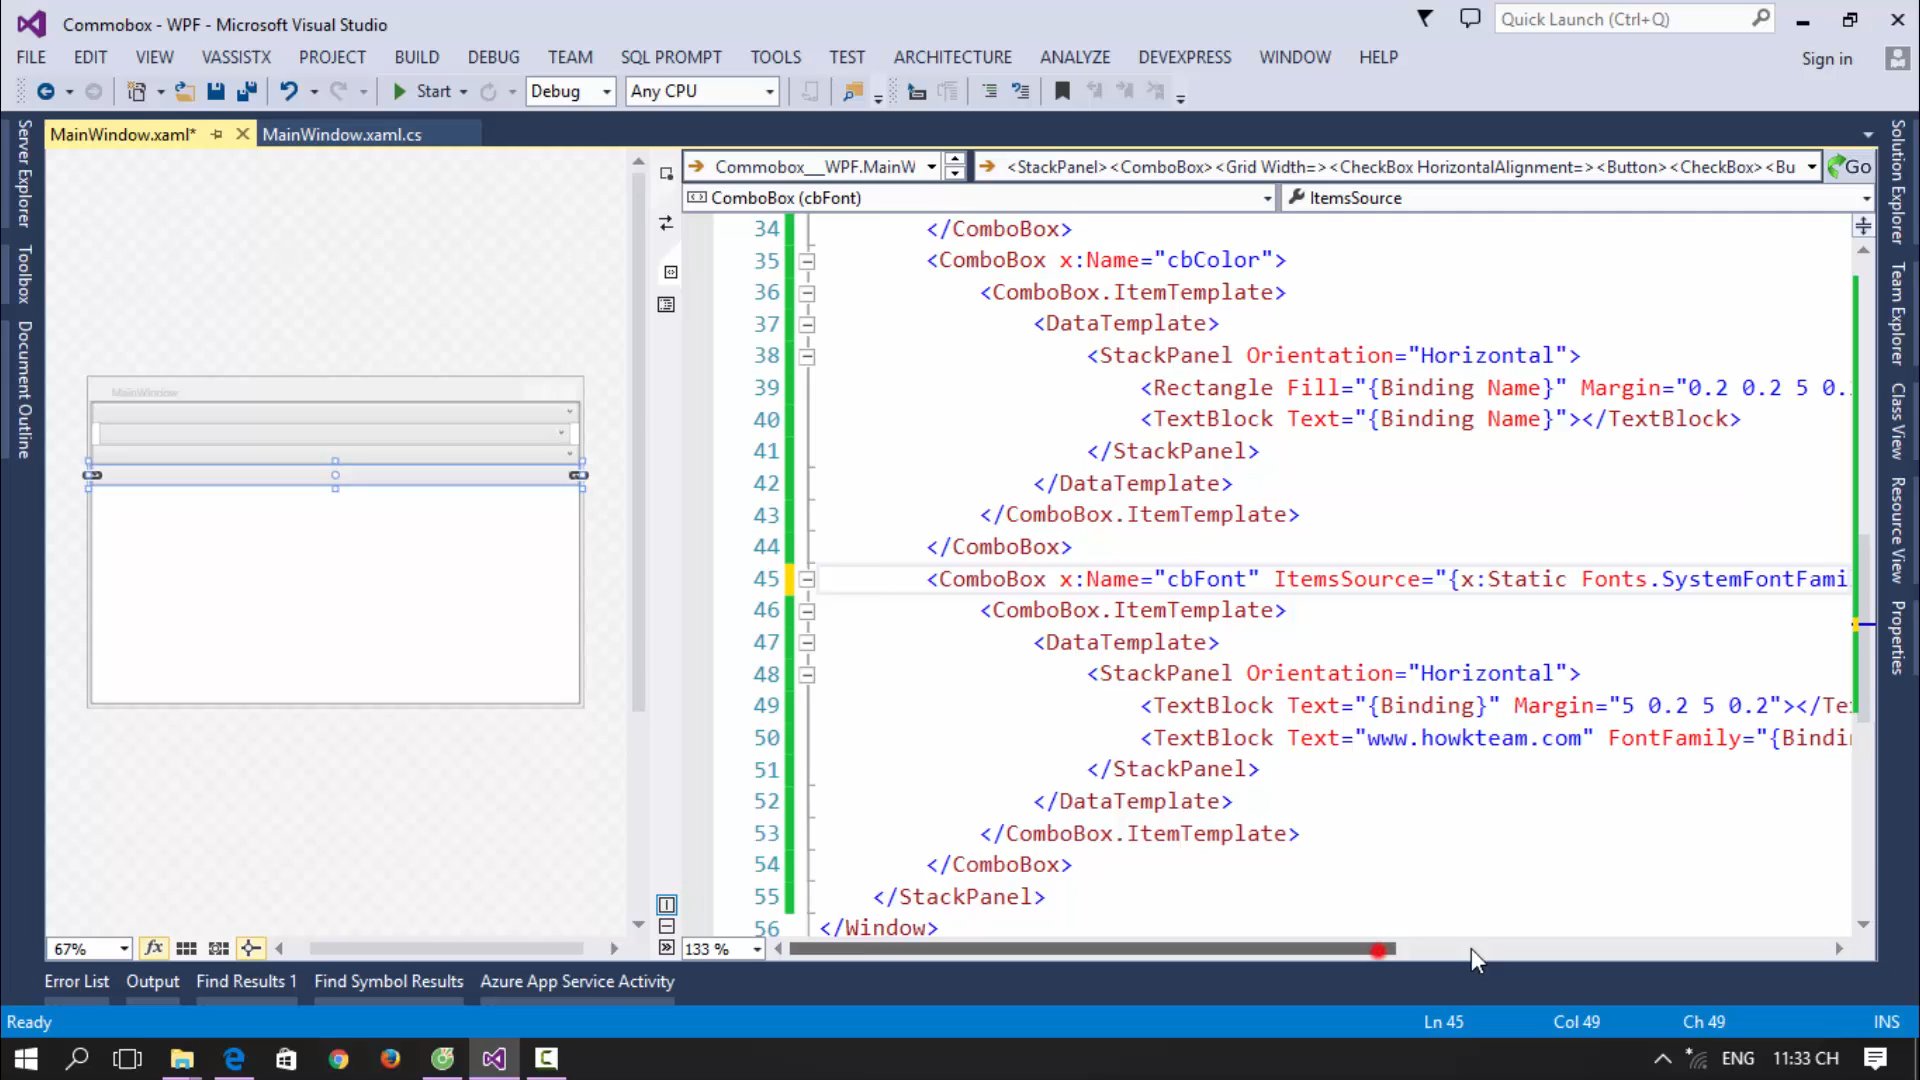 Commobox - WPF - Microsoft Visual Studio
Quick Launch (Ctrl+Q)
FILE EDIT VIEW VASSISTX PROJECT BUILD DEBUG TEAM SQL PROMPT TOOLS TEST ARCHITECTURE ANALYZE DEVEXPRESS WINDOW HELP
Sign in
Start Debug Any CPU
MainWindow.xaml* MainWindow.xaml.cs
Server Explorer
Toolbox
Document Outline
MainWindow
Commobox__WPF.MainW <StackPanel><ComboBox><Grid Width=><CheckBox HorizontalAlignment=><Button><CheckBox><Bu Go
ComboBox (cbFont) ItemsSource
34 </ComboBox>
35 <ComboBox x:Name="cbColor">
36 <ComboBox.ItemTemplate>
37 <DataTemplate>
38 <StackPanel Orientation="Horizontal">
39 <Rectangle Fill="{Binding Name}" Margin="0.2 0.2 5 0.
40 <TextBlock Text="{Binding Name}"></TextBlock>
41 </StackPanel>
42 </DataTemplate>
43 </ComboBox.ItemTemplate>
44 </ComboBox>
45 <ComboBox x:Name="cbFont" ItemsSource="{x:Static Fonts.SystemFontFami
46 <ComboBox.ItemTemplate>
47 <DataTemplate>
48 <StackPanel Orientation="Horizontal">
49 <TextBlock Text="{Binding}" Margin="5 0.2 5 0.2"></Te
50 <TextBlock Text="www.howkteam.com" FontFamily="{Bindi
51 </StackPanel>
52 </DataTemplate>
53 </ComboBox.ItemTemplate>
54 </ComboBox>
55 </StackPanel>
56 </Window>
Solution Explorer
Team Explorer
Class View
Resource View
Properties
67% fx 133 %
Error List Output Find Results 1 Find Symbol Results Azure App Service Activity
Ready Ln 45 Col 49 Ch 49 INS
ENG 11:33 CH